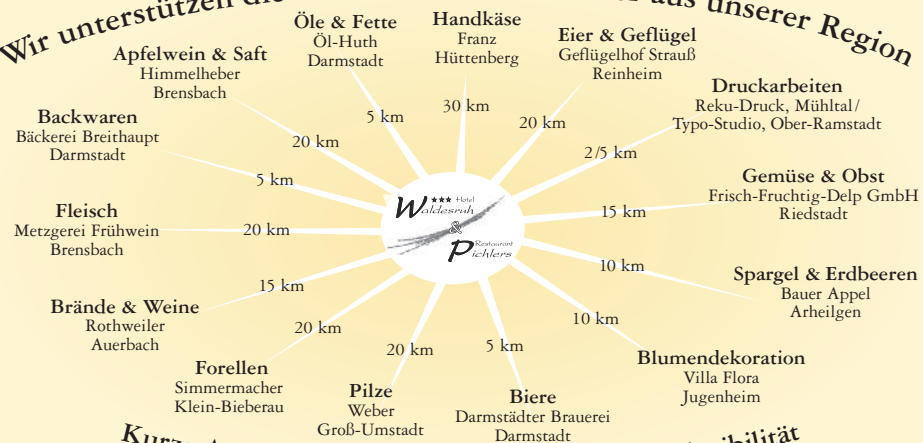 Wir unterstützen die
aus unserer Region
Öle & Fette
Öl-Huth
Darmstadt
5 km
Handkäse
Franz
Hüttenberg
30 km
Eier & Geflügel
Geflügelhof Strauß
Reinheim
20 km
Druckarbeiten
Reku-Druck, Mühltal/
Typo-Studio, Ober-Ramstadt
2/5 km
Gemüse & Obst
Frisch-Fruchtig-Delp GmbH
Riedstadt
15 km
Spargel & Erdbeeren
Bauer Appel
Arheilgen
10 km
Blumendekoration
Villa Flora
Jugenheim
10 km
Biere
Darmstädter Brauerei
Darmstadt
5 km
Pilze
Weber
Groß-Umstadt
20 km
Forellen
Simmermacher
Klein-Bieberau
20 km
Brände & Weine
Rothweiler
Auerbach
15 km
Fleisch
Metzgerei Frühwein
Brensbach
20 km
Backwaren
Bäckerei Breithaupt
Darmstadt
5 km
Apfelwein & Saft
Himmelheber
Brensbach
20 km
*** Hotel
Waldesruh
&
Restaurant
Pichlers